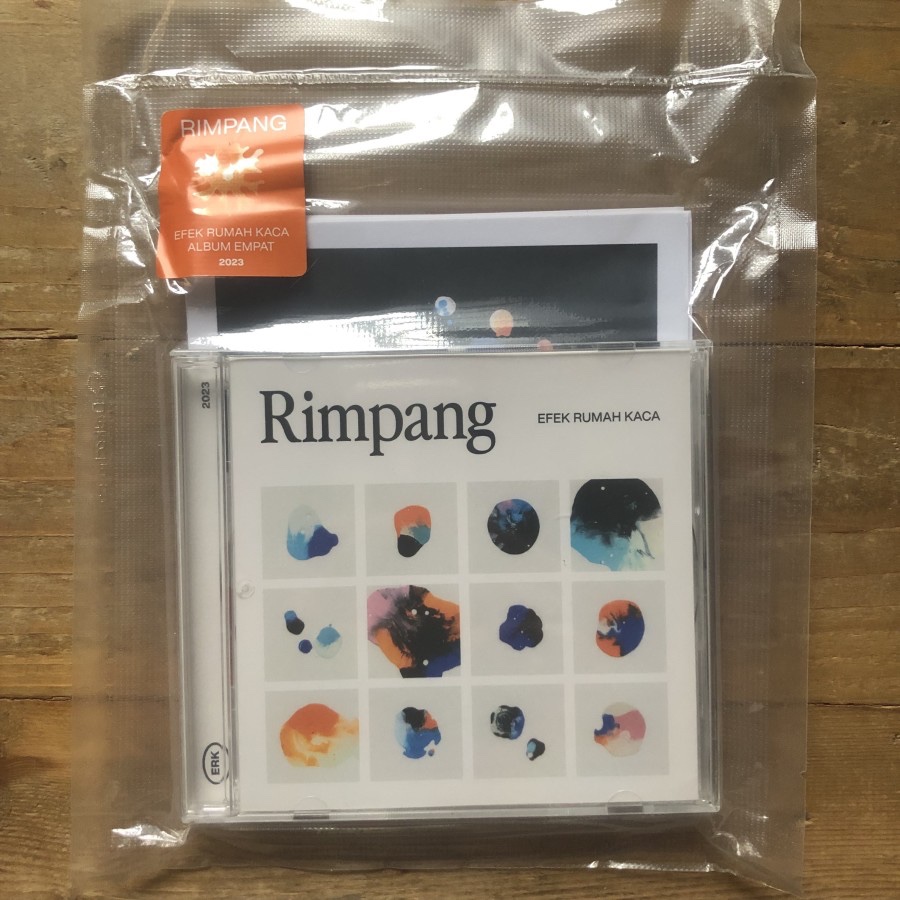 RIMPANG
EFEK RUMAH KACA
ALBUM EMPAT
2023
2023
Rimpang
EFEK RUMAH KACA
ERK